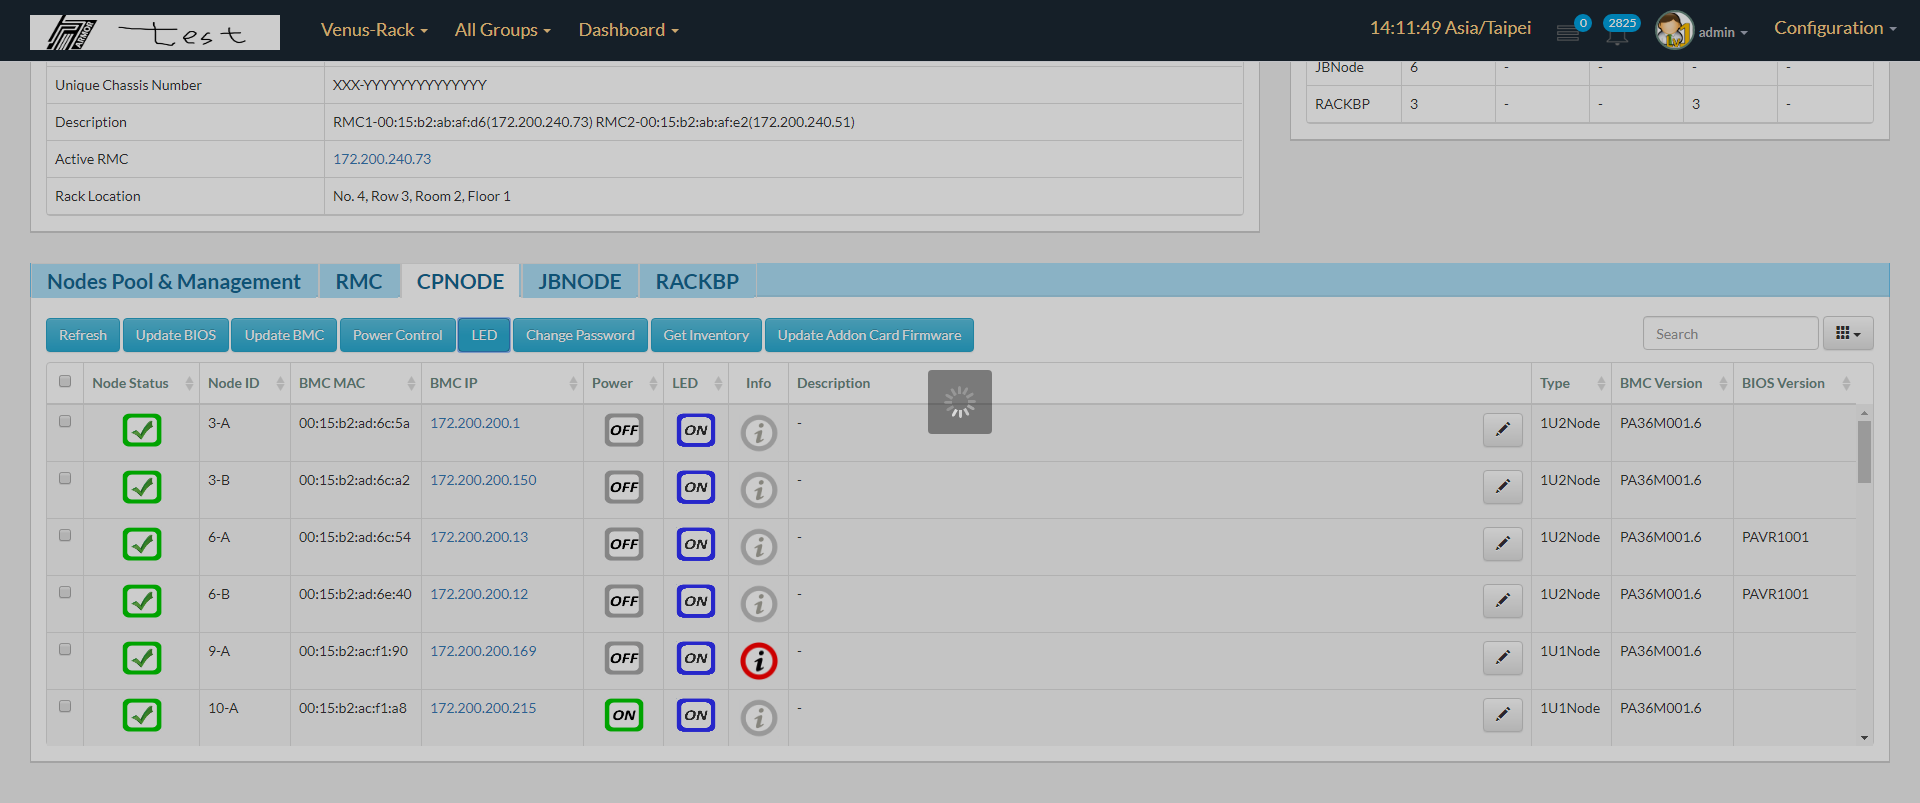 ARMOR test Venus-Rack All Groups Dashboard 14:11:49 Asia/Taipei 0 2825 admin Configuration
Unique Chassis Number XXX-YYYYYYYYYYYYYY
Description RMC1-00:15:b2:ab:af:d6(172.200.240.73) RMC2-00:15:b2:ab:af:e2(172.200.240.51)
Active RMC 172.200.240.73
Rack Location No. 4, Row 3, Room 2, Floor 1
JBNode 6 - - - -
RACKBP 3 - - 3 -
Nodes Pool & Management RMC CPNODE JBNODE RACKBP
Refresh Update BIOS Update BMC Power Control LED Change Password Get Inventory Update Addon Card Firmware Search
Node Status Node ID BMC MAC BMC IP Power LED Info Description Type BMC Version BIOS Version
3-A 00:15:b2:ad:6c:5a 172.200.200.1 OFF ON i - 1U2Node PA36M001.6
3-B 00:15:b2:ad:6c:a2 172.200.200.150 OFF ON i - 1U2Node PA36M001.6
6-A 00:15:b2:ad:6c:54 172.200.200.13 OFF ON i - 1U2Node PA36M001.6 PAVR1001
6-B 00:15:b2:ad:6e:40 172.200.200.12 OFF ON i - 1U2Node PA36M001.6 PAVR1001
9-A 00:15:b2:ac:f1:90 172.200.200.169 OFF ON i - 1U1Node PA36M001.6
10-A 00:15:b2:ac:f1:a8 172.200.200.215 ON ON i - 1U1Node PA36M001.6